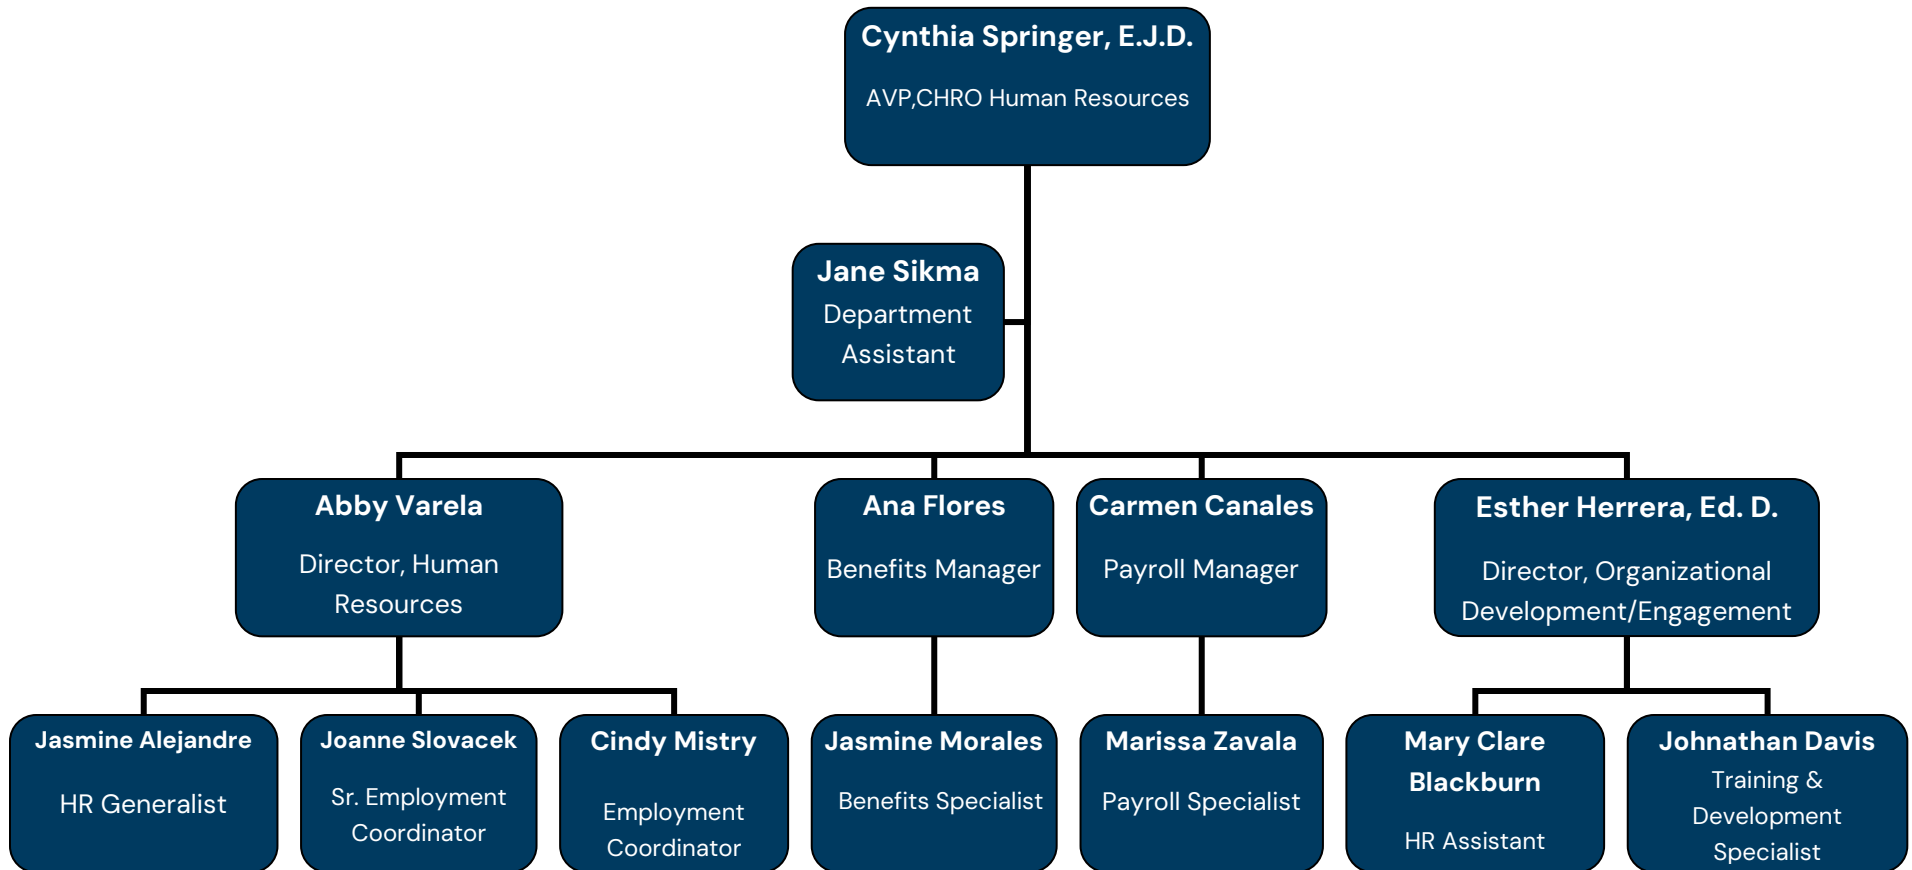 Cynthia Springer, E.J.D.
AVP,CHRO Human Resources
Jane Sikma
Department
Assistant
Abby Varela
Director, Human
Resources
Ana Flores
Benefits Manager
Carmen Canales
Payroll Manager
Esther Herrera, Ed. D.
Director, Organizational
Development/Engagement
Jasmine Alejandre
HR Generalist
Joanne Slovacek
Sr. Employment
Coordinator
Cindy Mistry
Employment
Coordinator
Jasmine Morales
Benefits Specialist
Marissa Zavala
Payroll Specialist
Mary Clare
Blackburn
HR Assistant
Johnathan Davis
Training &
Development
Specialist